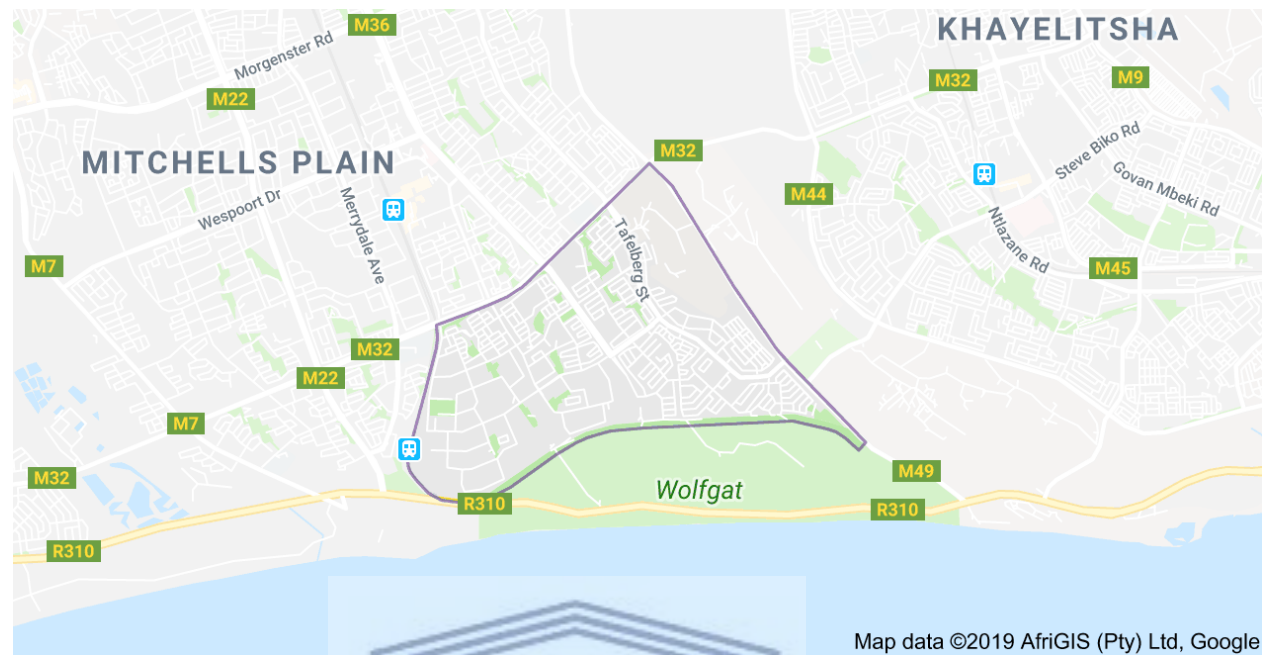 M36
KHAYELITSHA
Morgenster Rd
M32
M9
M22
Steve Biko Rd
M32
MITCHELLS PLAIN
Govan Mbeki Rd
M44
Wespoort Dr
Merrydale Ave
Tafelberg St
Ntlazane Rd
M7
M45
M32
M22
M7
M32
M49
Wolfgat
R310
R310
R310
Map data ©2019 AfriGIS (Pty) Ltd, Google